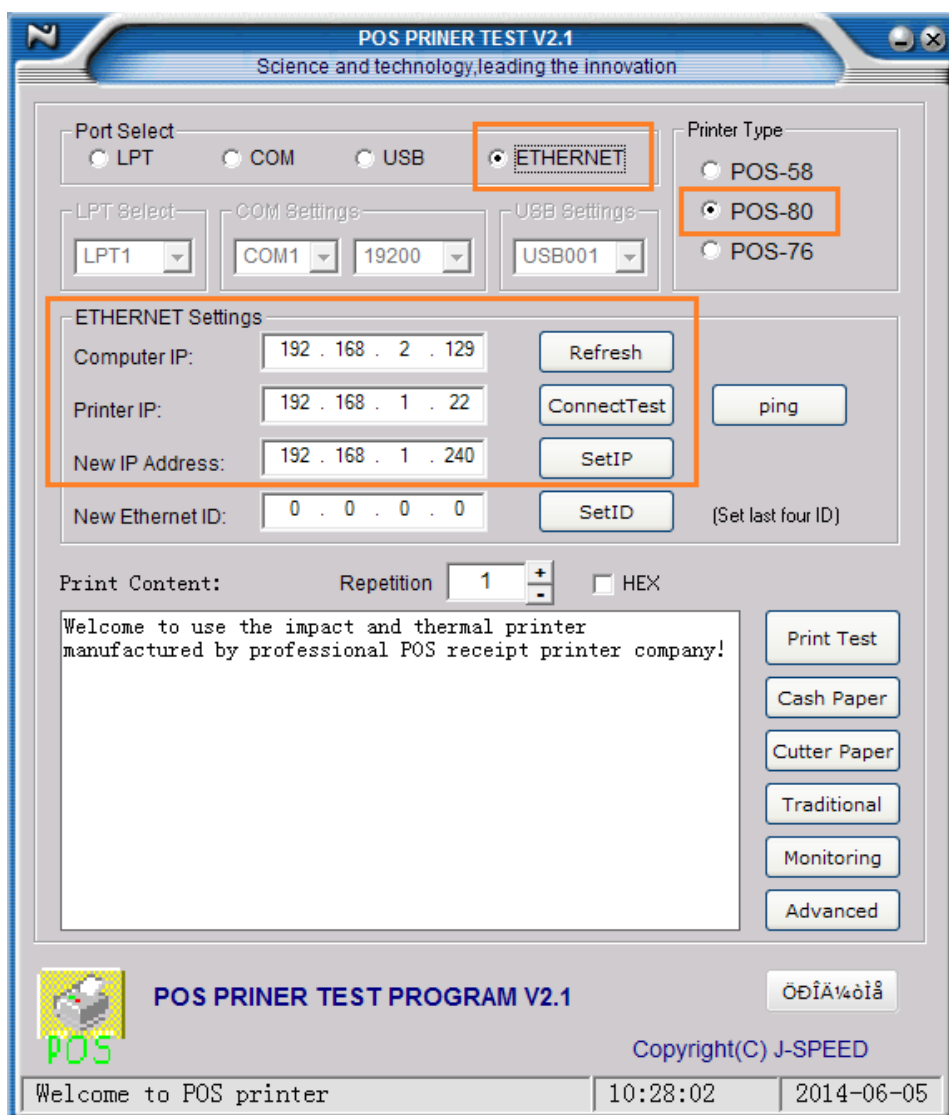 POS PRINER TEST V2.1
Science and technology,leading the innovation
Port Select
LPT COM USB ETHERNET
Printer Type
POS-58
POS-80
POS-76
LPT Select
LPT1
COM Settings
COM1 19200
USB Settings
USB001
ETHERNET Settings
Computer IP: 192 . 168 . 2 . 129 Refresh
Printer IP: 192 . 168 . 1 . 22 ConnectTest ping
New IP Address: 192 . 168 . 1 . 240 SetIP
New Ethernet ID: 0 . 0 . 0 . 0 SetID (Set last four ID)
Print Content: Repetition 1 + - HEX
Welcome to use the impact and thermal printer
manufactured by professional POS receipt printer company!
Print Test
Cash Paper
Cutter Paper
Traditional
Monitoring
Advanced
POS
POS PRINER TEST PROGRAM V2.1
ÖÐÎÄ¼òÌå
Copyright(C) J-SPEED
Welcome to POS printer 10:28:02 2014-06-05